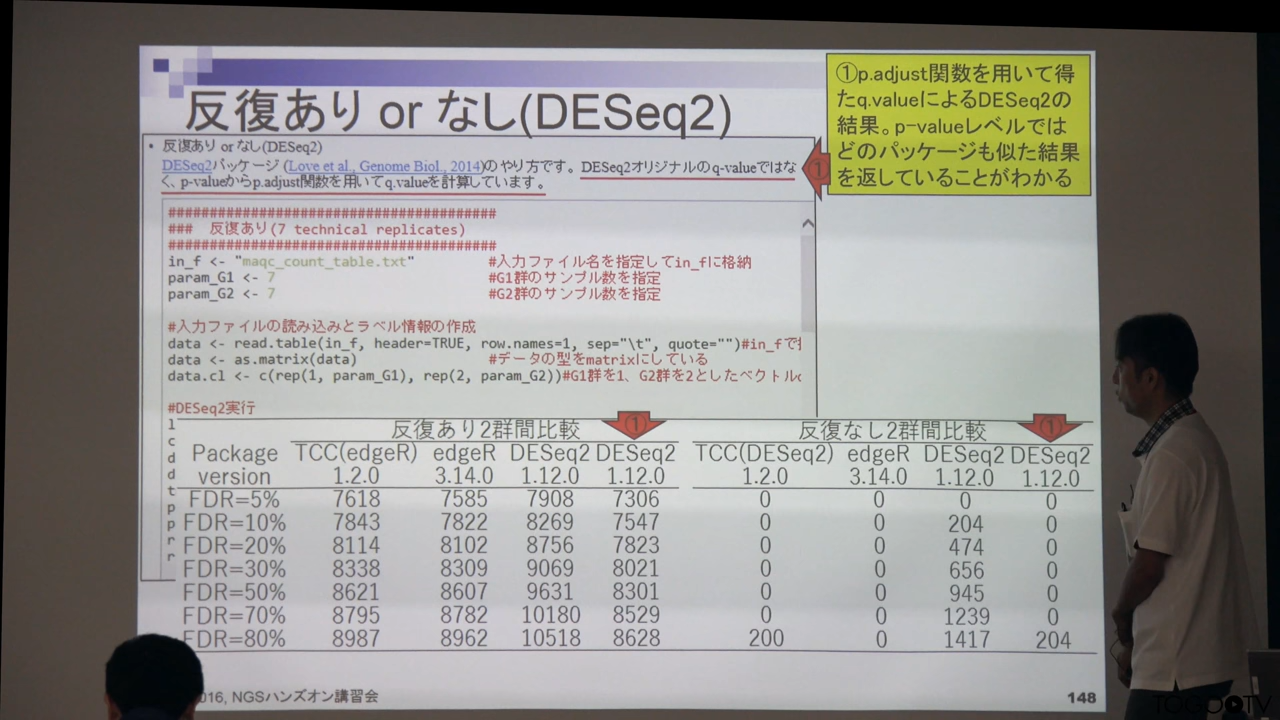 反復あり or なし(DESeq2)
①p.adjust関数を用いて得
たq.valueによるDESeq2の
結果。p-valueレベルでは
どのパッケージも似た結果
を返していることがわかる
• 反復あり or なし(DESeq2)
DESeq2パッケージ (Love et al., Genome Biol., 2014)のやり方です。DESeq2オリジナルのq-valueではな
く、p-valueからp.adjust関数を用いてq.valueを計算しています。
①
########################################
### 反復あり(7 technical replicates)
########################################
in_f <- "maqc_count_table.txt" #入力ファイル名を指定してin_fに格納
param_G1 <- 7 #G1群のサンプル数を指定
param_G2 <- 7 #G2群のサンプル数を指定
#入力ファイルの読み込みとラベル情報の作成
data <- read.table(in_f, header=TRUE, row.names=1, sep="\t", quote="")#in_fで
data <- as.matrix(data) #データの型をmatrixにしている
data.cl <- c(rep(1, param_G1), rep(2, param_G2))#G1群を1、G2群を2としたベクトル
#DESeq2実行
① ①
反復あり2群間比較 反復なし2群間比較
Package TCC(edgeR) edgeR DESeq2 DESeq2 TCC(DESeq2) edgeR DESeq2 DESeq2
version 1.2.0 3.14.0 1.12.0 1.12.0 1.2.0 3.14.0 1.12.0 1.12.0
FDR=5% 7618 7585 7908 7306 0 0 0 0
FDR=10% 7843 7822 8269 7547 0 0 204 0
FDR=20% 8114 8102 8756 7823 0 0 474 0
FDR=30% 8338 8309 9069 8021 0 0 656 0
FDR=50% 8621 8607 9631 8301 0 0 945 0
FDR=70% 8795 8782 10180 8529 0 0 1239 0
FDR=80% 8987 8962 10518 8628 200 0 1417 204
016, NGSハンズオン講習会
148
TOGOTV